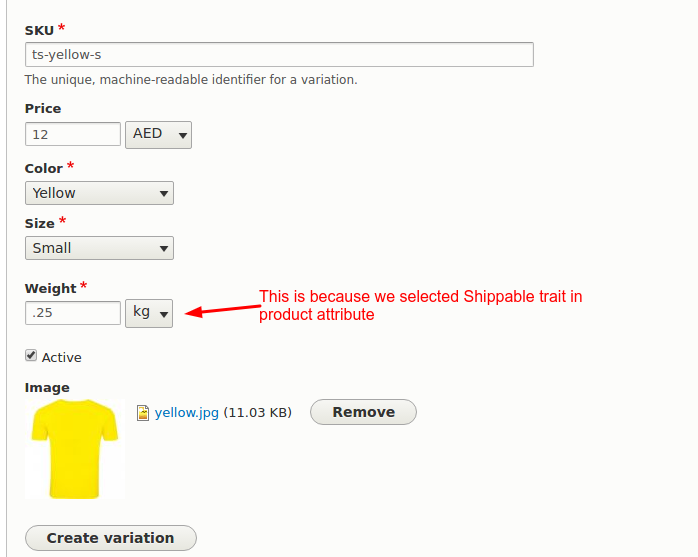 SKU *
ts-yellow-s
The unique, machine-readable identifier for a variation.
Price
12 AED
Color *
Yellow
Size *
Small
Weight *
.25 kg
This is because we selected Shippable trait in
product attribute
Active
Image
yellow.jpg (11.03 KB) Remove
Create variation